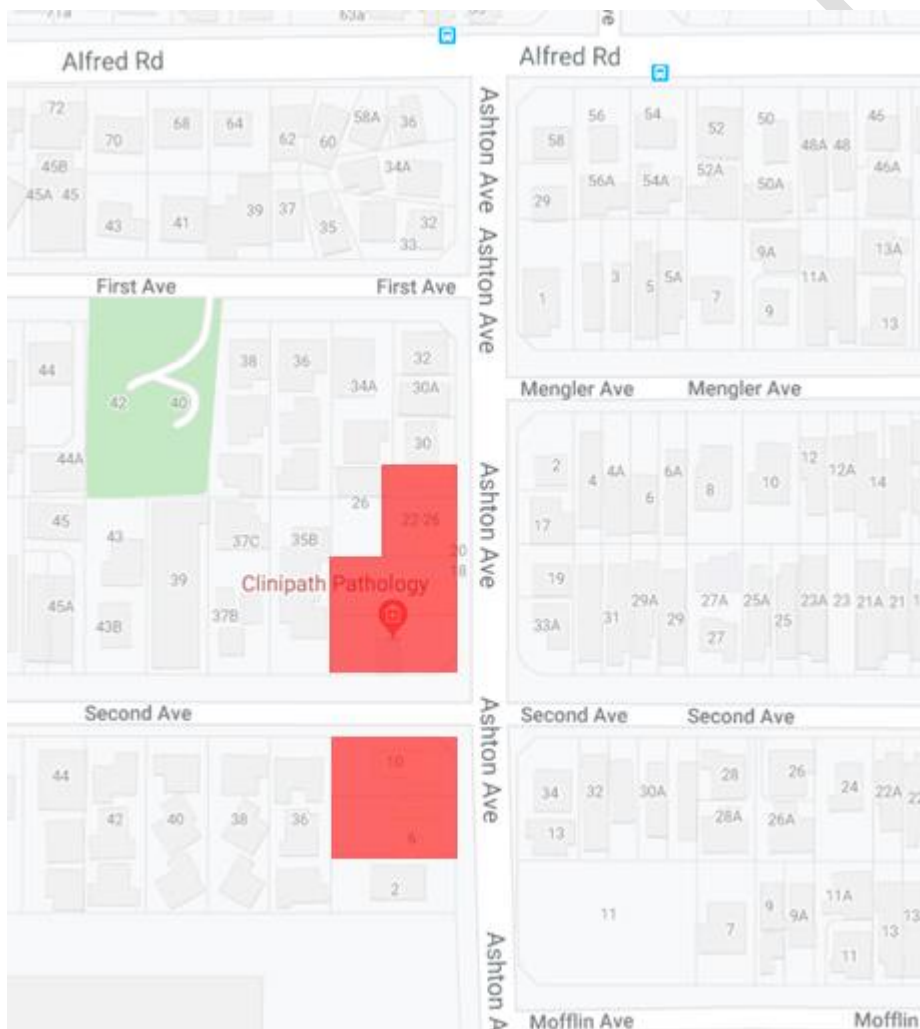 63a
Alfred Rd
Alfred Rd
Ashton Ave
72
70
68
64
62
60
58A
36
34A
45B
45A
45
43
41
39
37
35
33
32
58
56
54
52
50
48A
48
46
46A
29
56A
54A
52A
50A
First Ave
First Ave
Ashton Ave
1
3
5
5A
7
9A
9
11A
13A
13
44
42
40
38
36
34A
32
30A
30
Mengler Ave
Mengler Ave
44A
26
22-26
20
18
Ashton Ave
2
4
4A
6
6A
8
10
12
12A
14
17
45
43
39
37C
35B
Clinipath Pathology
45A
43B
37B
19
33A
31
29A
29
27A
27
25A
25
23A
23
21A
21
Second Ave
Ashton Ave
Second Ave
Second Ave
44
42
40
38
36
10
6
2
34
13
32
30A
28
28A
26
26A
24
22A
11
7
9
9A
11A
11
13
Ashton A
Mofflin Ave
Mofflin